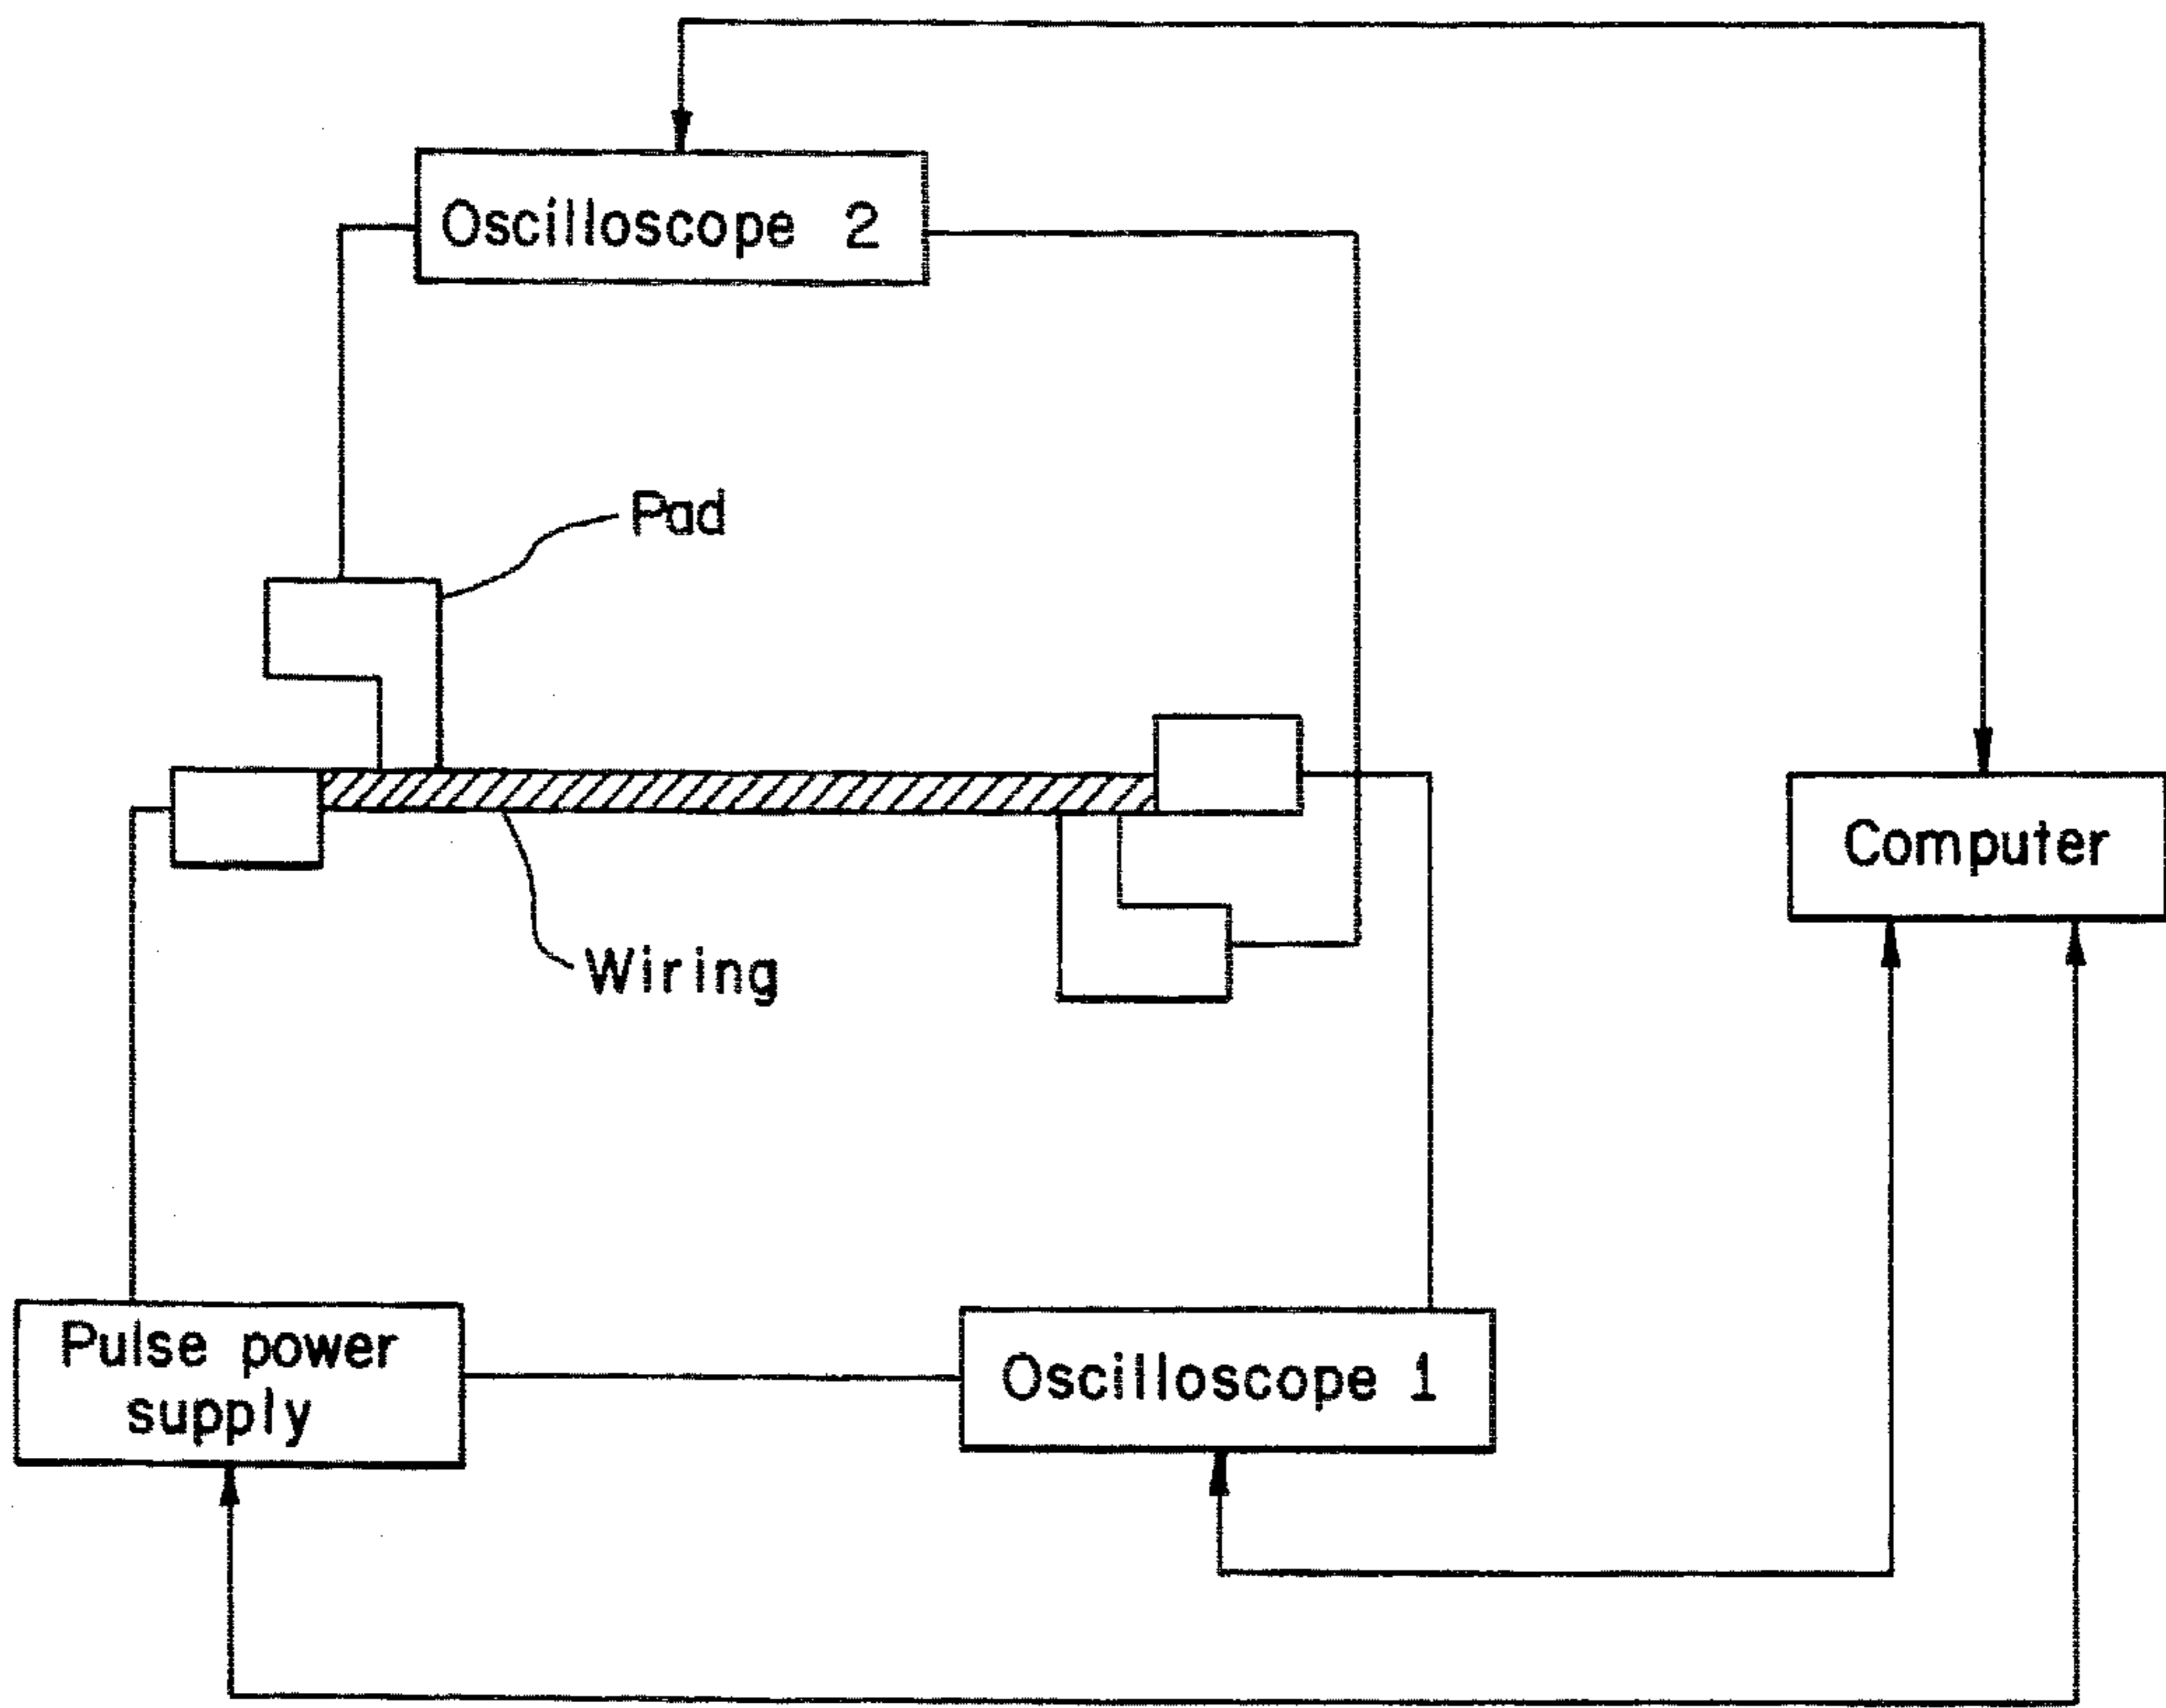 Oscilloscope 2
Pad
Computer
Wiring
Pulse power
supply
Oscilloscope 1